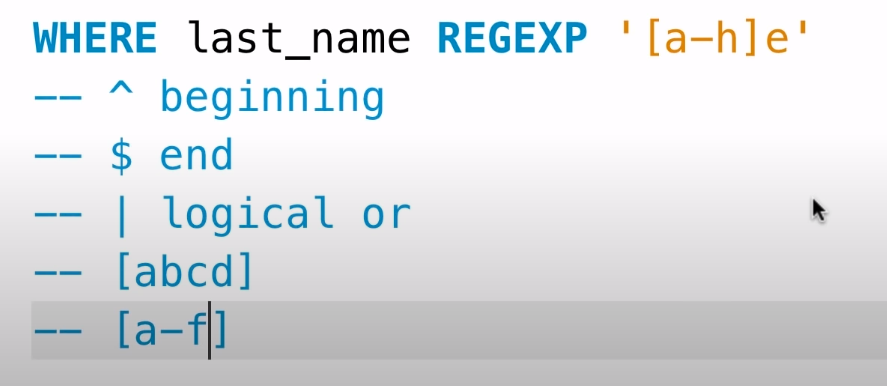 WHERE last_name REGEXP '[a-h]e'
-- ^ beginning
-- $ end
-- | logical or
-- [abcd]
-- [a-f]